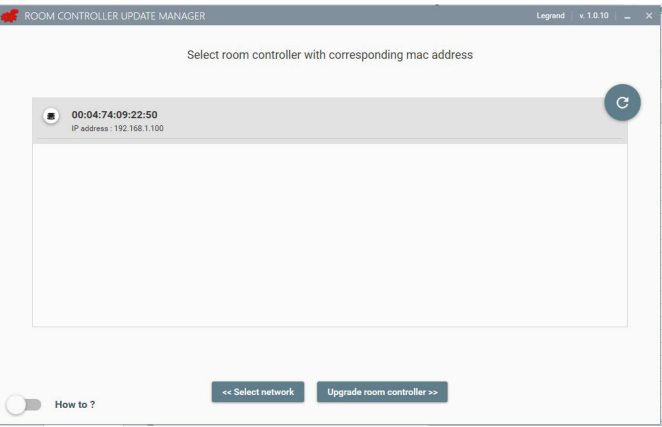 ROOM CONTROLLER UPDATE MANAGER
Legrand | v. 1.0.10
Select room controller with corresponding mac address
00:04:74:09:22:50
IP address : 192.168.1.100
<< Select network
Upgrade room controller >>
How to ?